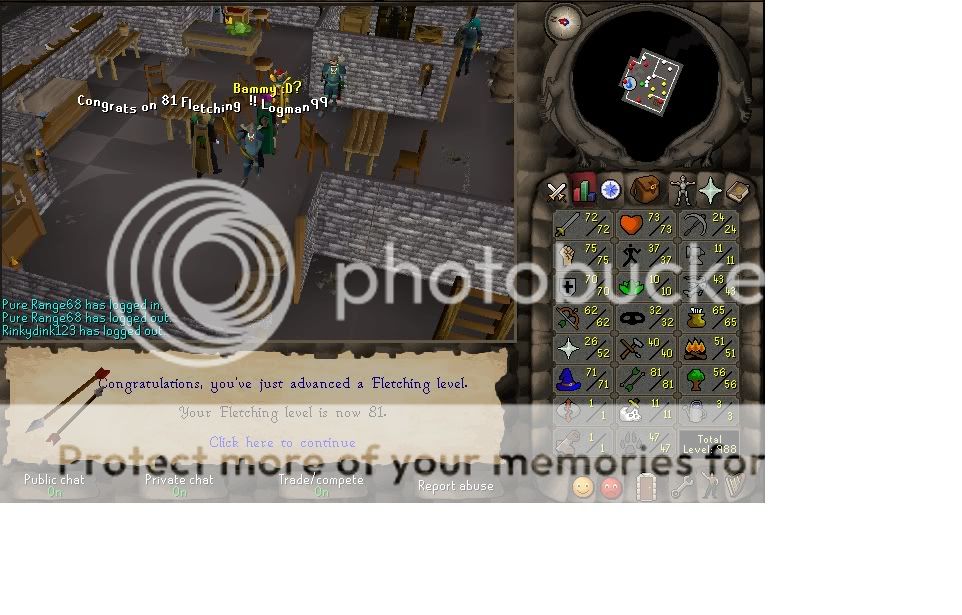 Bammy :D?
Congrats on 81 Fletching !! Logman99
Pure Range68 has logged in.
Pure Range68 has logged out.
Rinkydink123 has logged out.
Congratulations, you've just advanced a Fletching level.
Your Fletching level is now 81.
Click here to continue
Public chat
On
Private chat
On
Trade/compete
On
Report abuse
72/72 73/73 24/24
75/75 37/37 11/11
70/70 10/10 43/43
62/62 32/32 65/65
26/52 40/40 51/51
71/71 81/81 56/56
1/1 11/11 3/3
1/1 47/47
Total
Level: 988
photobucke
Protect more of your memories for